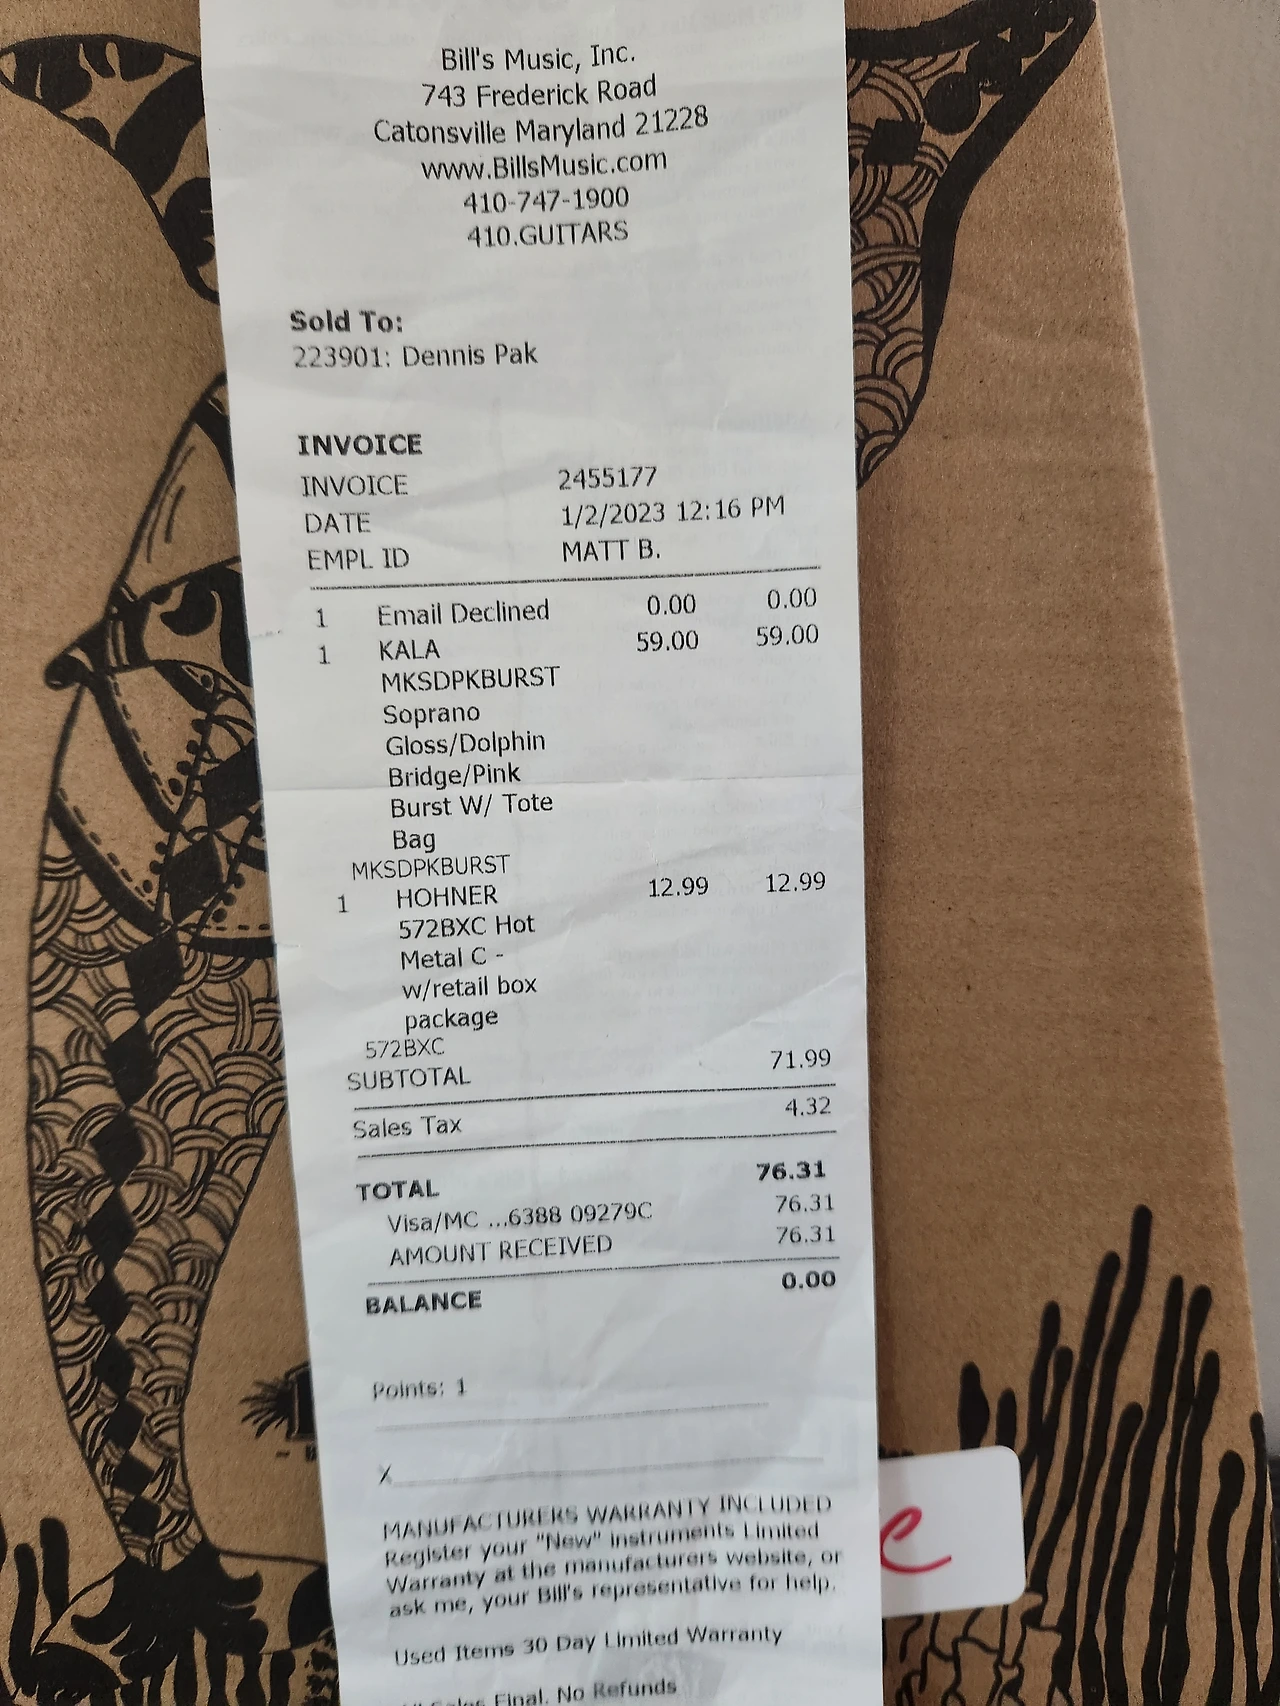 Bill's Music, Inc.
743 Frederick Road
Catonsville Maryland 21228
www.BillsMusic.com
410-747-1900
410.GUITARS
Sold To:
223901: Dennis Pak
INVOICE
INVOICE 2455177
DATE 1/2/2023 12:16 PM
EMPL ID MATT B.
1 Email Declined 0.00 0.00
1 KALA 59.00 59.00
MKSDPKBURST
Soprano
Gloss/Dolphin
Bridge/Pink
Burst W/ Tote
Bag
MKSDPKBURST
1 HOHNER 12.99 12.99
572BXC Hot
Metal C -
w/retail box
package
572BXC
SUBTOTAL 71.99
Sales Tax 4.32
TOTAL 76.31
Visa/MC ...6388 09279C 76.31
AMOUNT RECEIVED 76.31
BALANCE 0.00
Points: 1
X
MANUFACTURERS WARRANTY INCLUDED
Register your "New" instruments Limited
Warranty at the manufacturers website, or
ask me, your Bill's representative for help.
Used Items 30 Day Limited Warranty
Sales Final. No Refunds